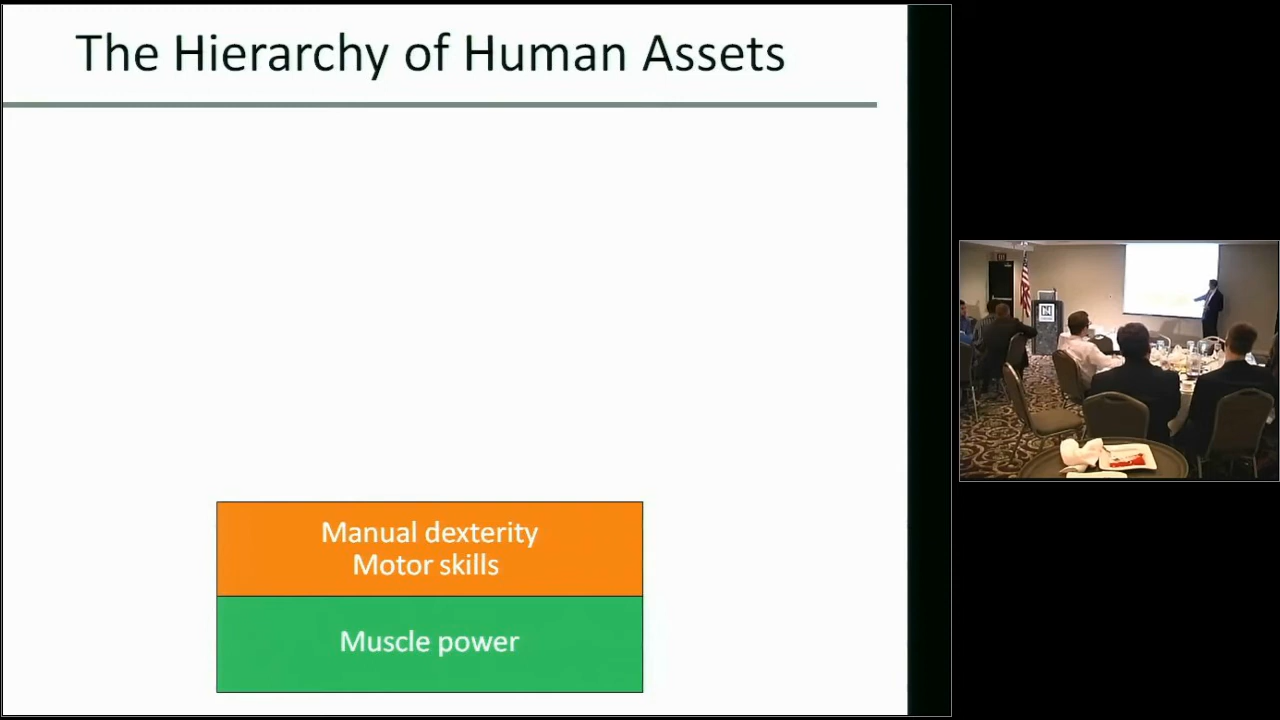 The Hierarchy of Human Assets
Manual dexterity
Motor skills
Muscle power